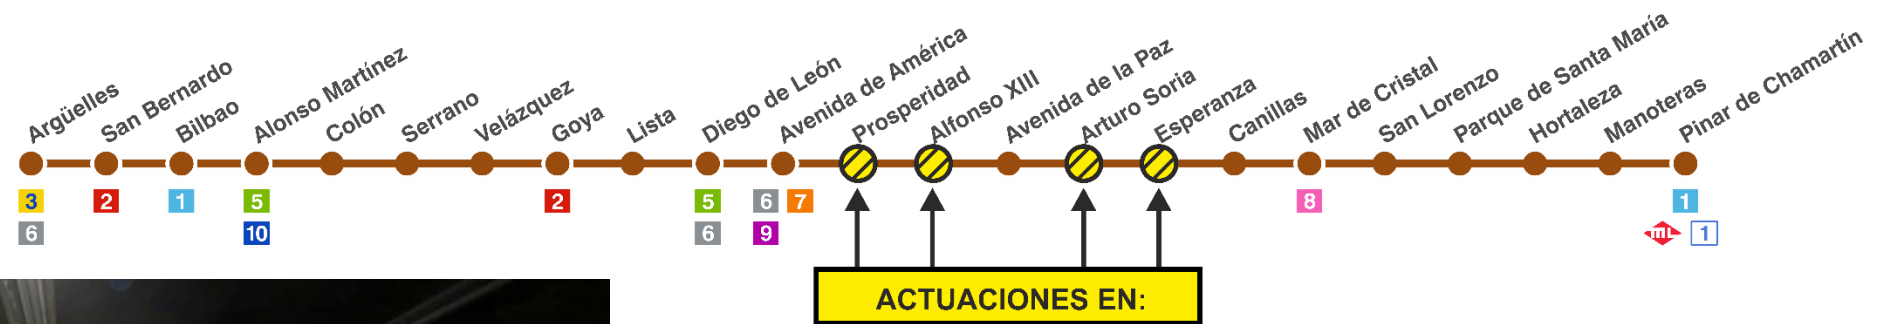 Argüelles
San Bernardo
Bilbao
Alonso Martínez
Colón
Serrano
Velázquez
Goya
Lista
Diego de León
Avenida de América
Prosperidad
Alfonso XIII
Avenida de la Paz
Arturo Soria
Esperanza
Canillas
Mar de Cristal
San Lorenzo
Parque de Santa María
Hortaleza
Manoteras
Pinar de Chamartín
3 2 1 5 2 5 6 7 8 1
6 10 6 9 ML 1
ACTUACIONES EN: